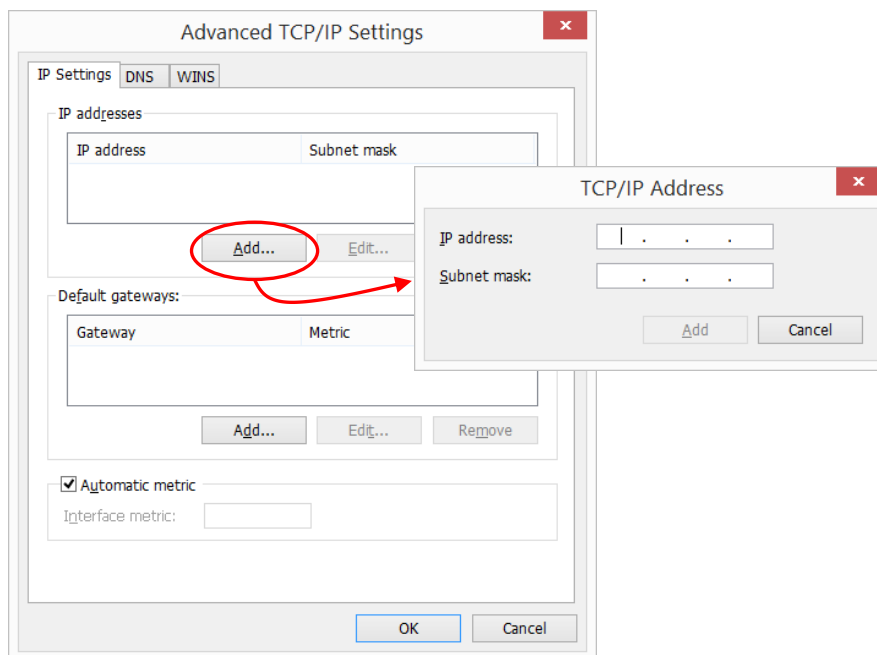 Advanced TCP/IP Settings
x
IP Settings DNS WINS
IP addresses
IP address Subnet mask
Add... Edit...
Default gateways:
Gateway Metric
Add... Edit... Remove
Automatic metric
Interface metric:
OK Cancel
TCP/IP Address
x
IP address: . . .
Subnet mask: . . .
Add Cancel